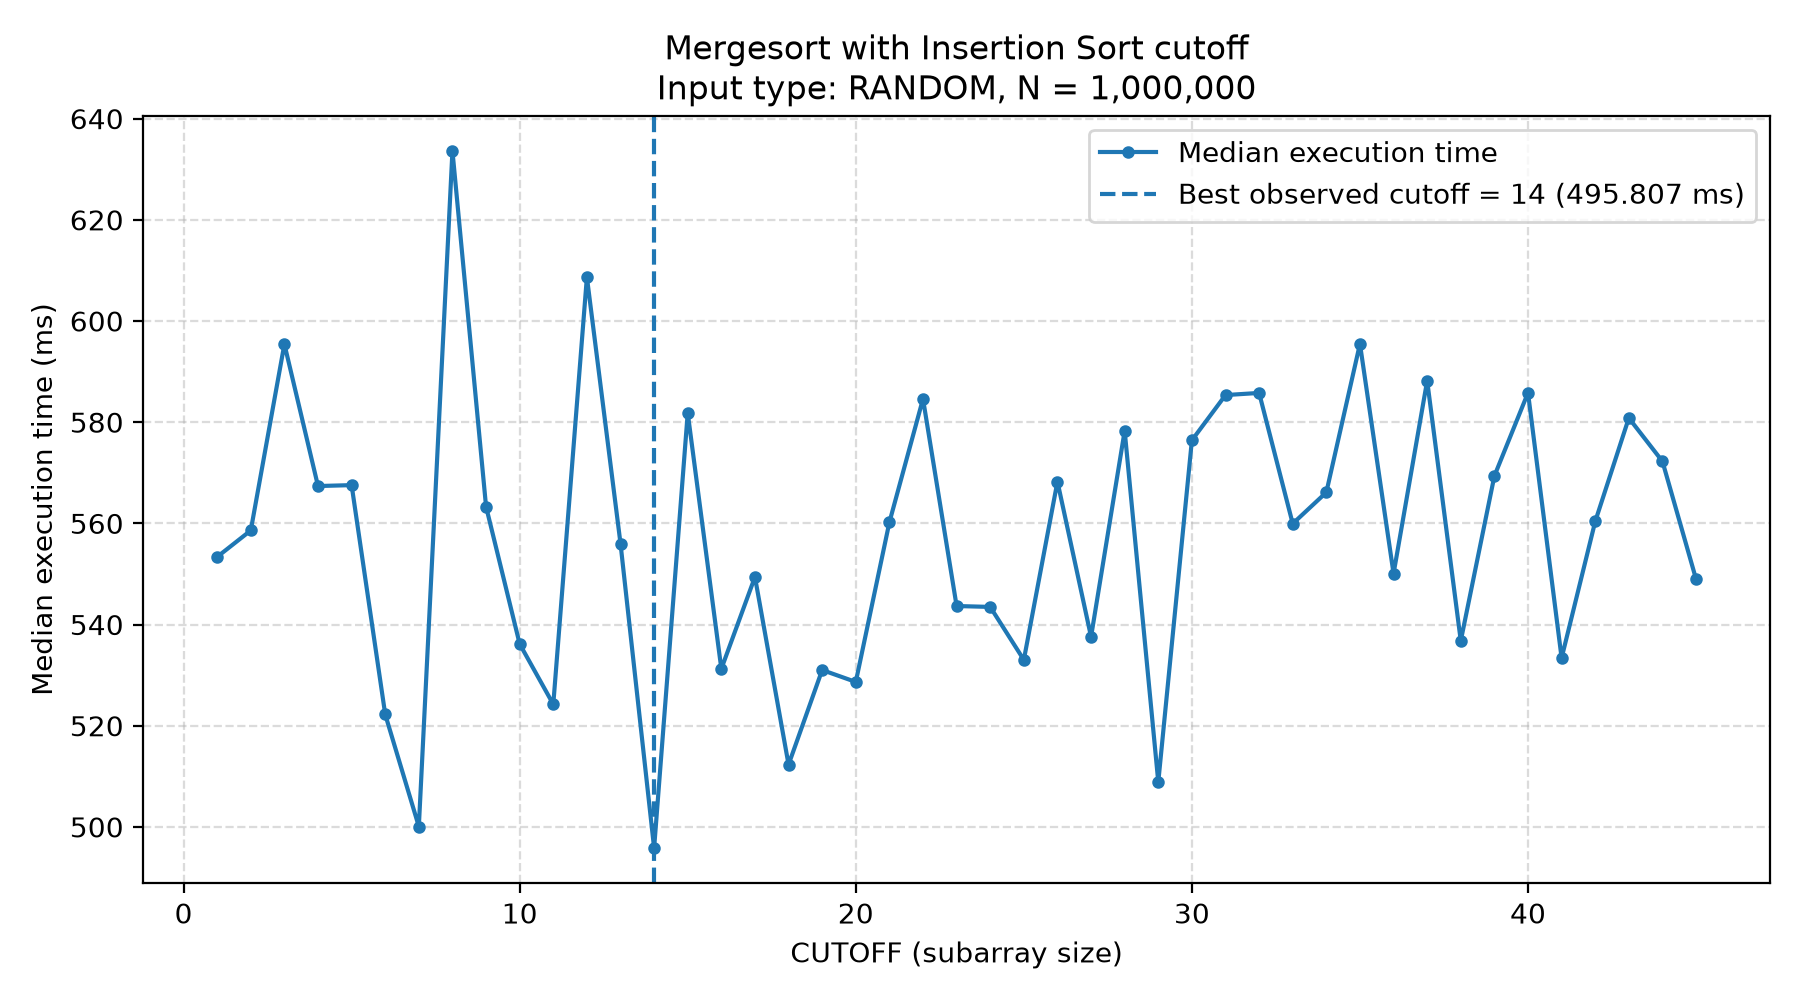 Mergesort with Insertion Sort cutoff
Input type: RANDOM, N = 1,000,000
Median execution time
Best observed cutoff = 14 (495.807 ms)
Median execution time (ms)
640
620
600
580
560
540
520
500
0
10
20
30
40
CUTOFF (subarray size)